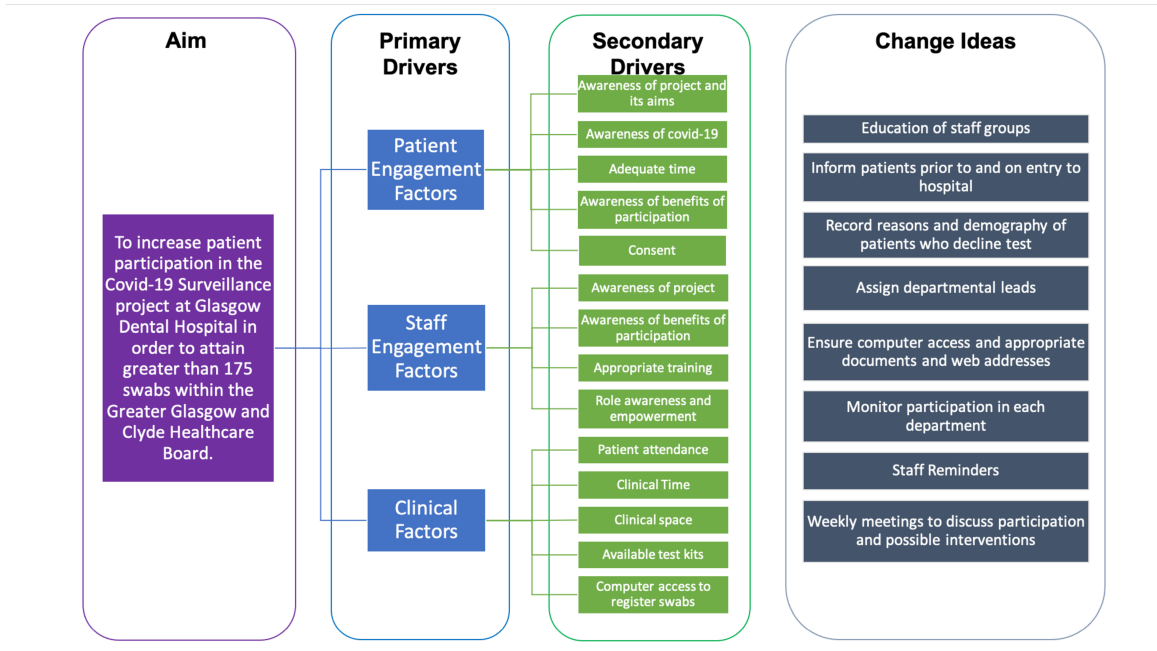 Aim
To increase patient
participation in the
Covid-19 Surveillance
project at Glasgow
Dental Hospital in
order to attain
greater than 175
swabs within the
Greater Glasgow and
Clyde Healthcare
Board.
Primary
Drivers
Patient
Engagement
Factors
Staff
Engagement
Factors
Clinical
Factors
Secondary
Drivers
Awareness of project and
its aims
Awareness of covid-19
Adequate time
Awareness of benefits of
participation
Consent
Awareness of project
Awareness of benefits of
participation
Appropriate training
Role awareness and
empowerment
Patient attendance
Clinical Time
Clinical space
Available test kits
Computer access to
register swabs
Change Ideas
Education of staff groups
Inform patients prior to and on entry to
hospital
Record reasons and demography of
patients who decline test
Assign departmental leads
Ensure computer access and appropriate
documents and web addresses
Monitor participation in each
department
Staff Reminders
Weekly meetings to discuss participation
and possible interventions